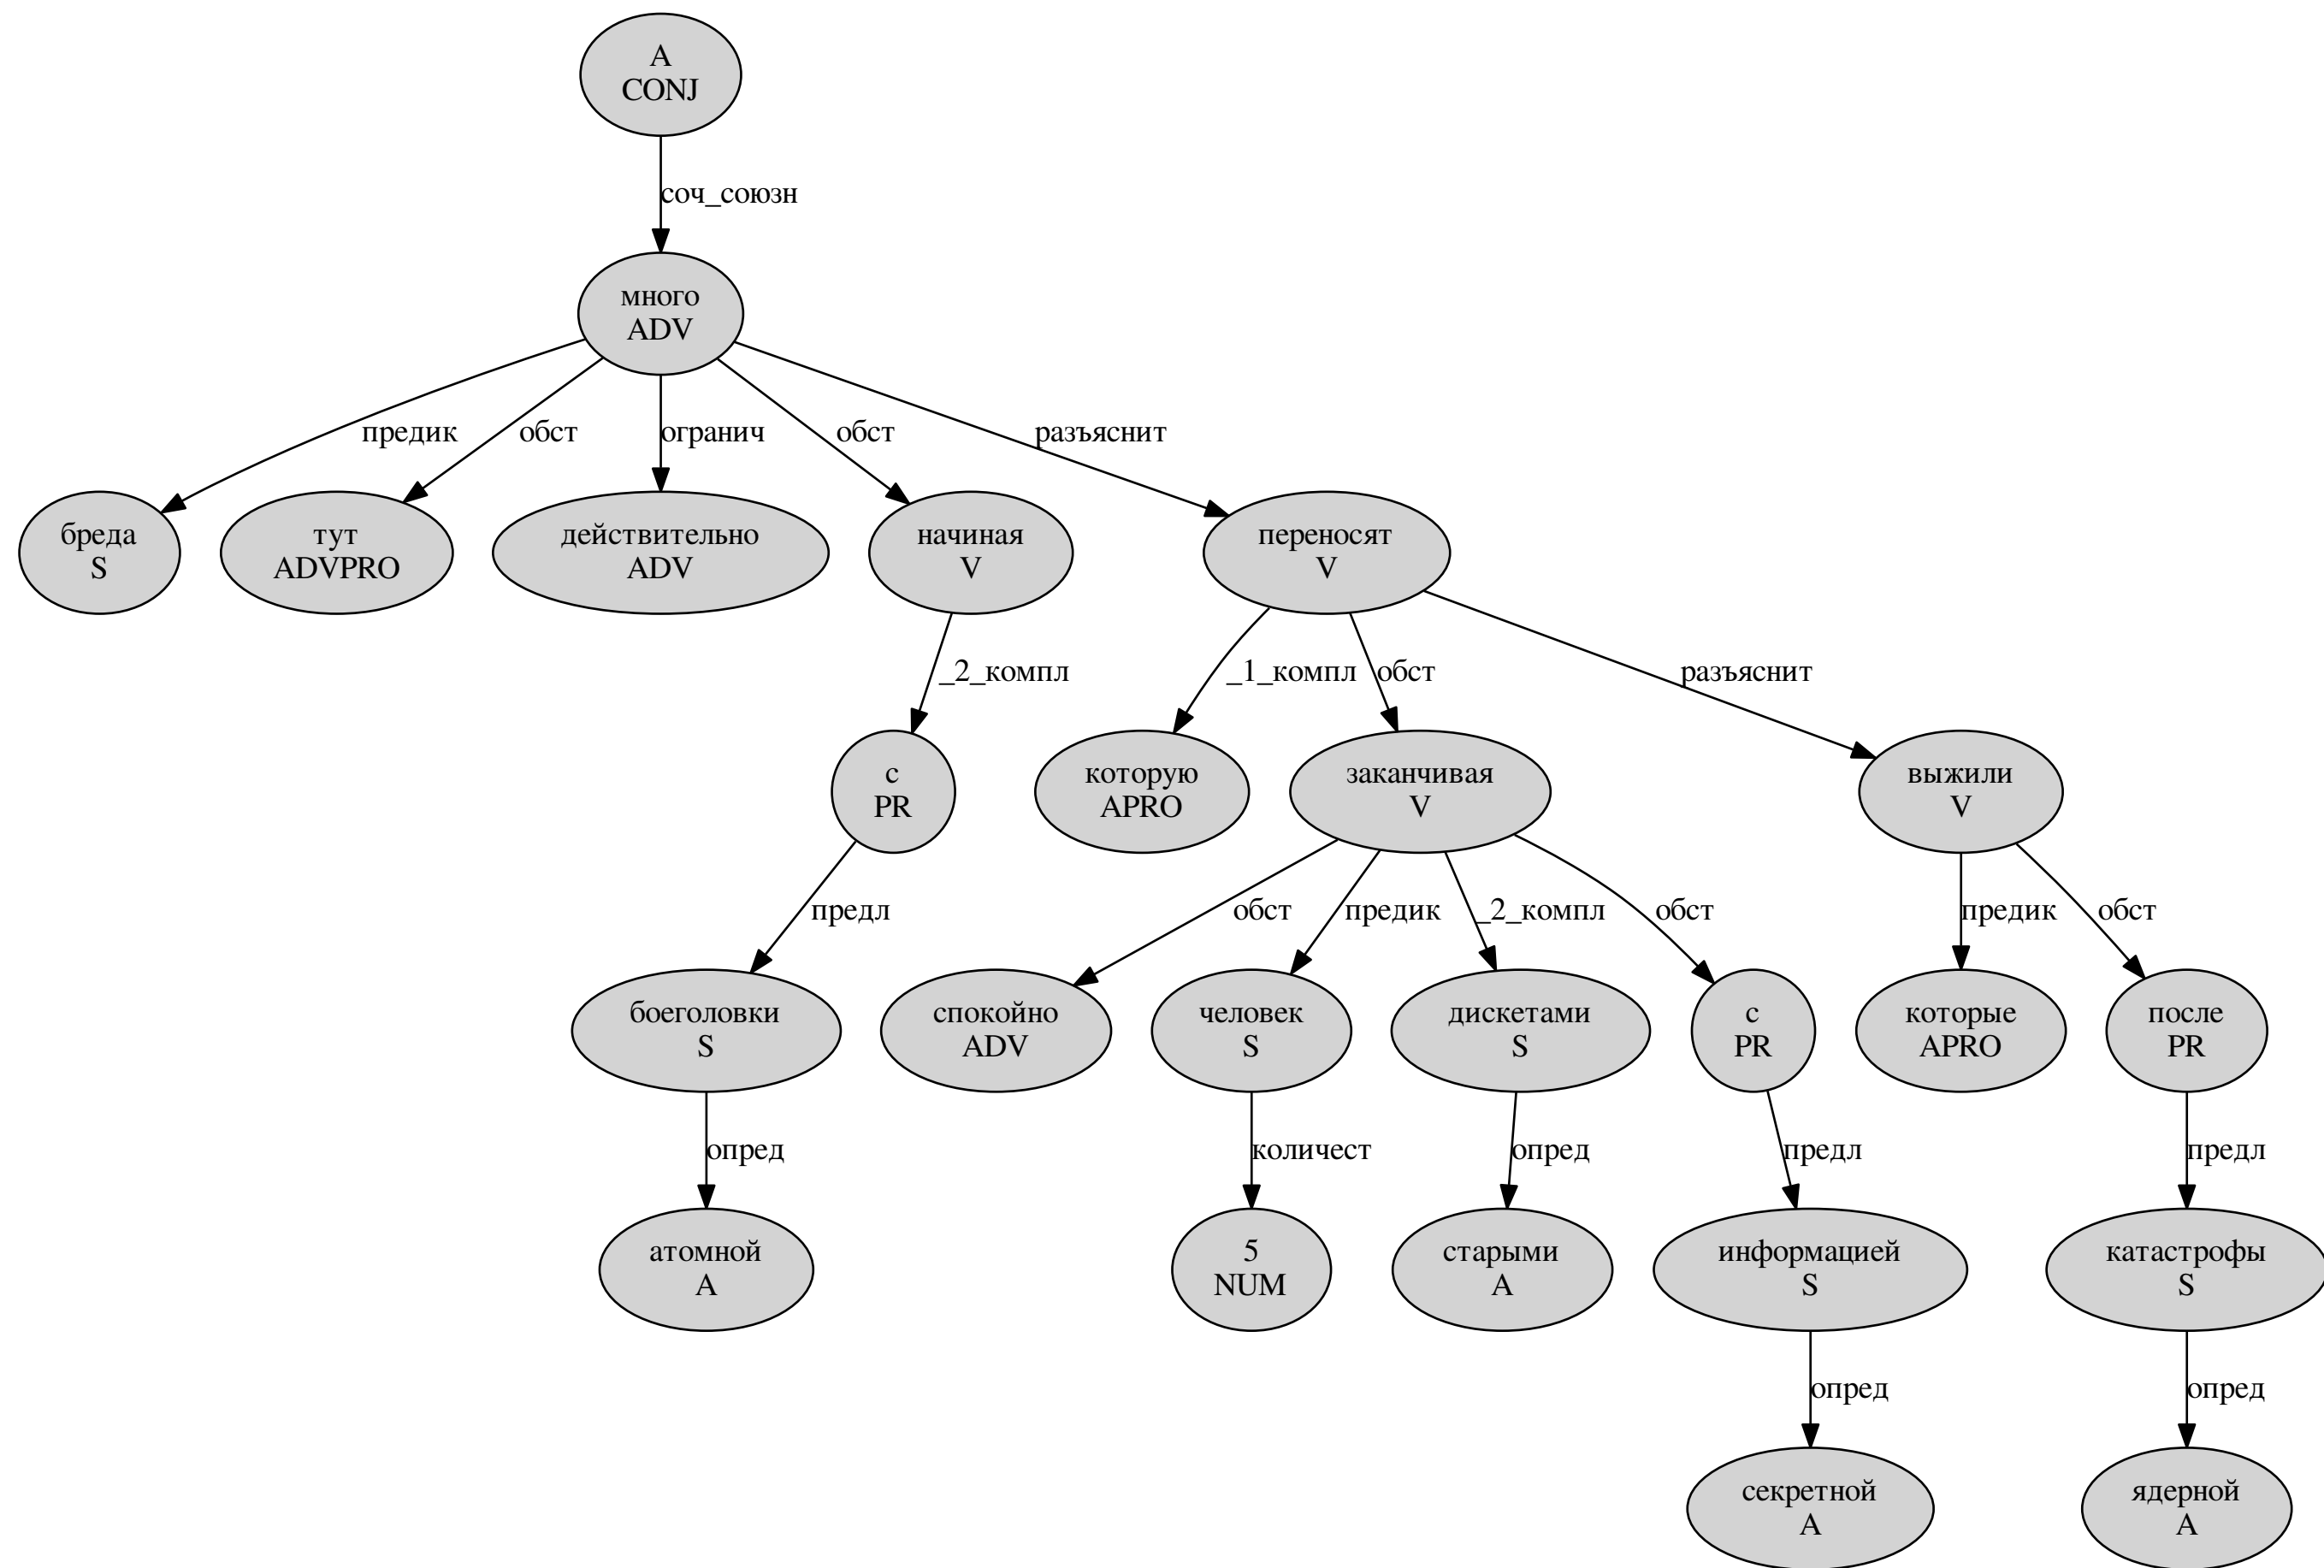 А
CONJ
соч_союзн
много
ADV
предик
обст
огранич
обст
разъяснит
бреда
S
тут
ADVPRO
действительно
ADV
начиная
V
переносят
V
_2_компл
_1_компл
обст
разъяснит
с
PR
которую
APRO
заканчивая
V
выжили
V
предл
обст
предик
_2_компл
обст
предик
обст
боеголовки
S
спокойно
ADV
человек
S
дискетами
S
с
PR
которые
APRO
после
PR
опред
количест
опред
предл
предл
атомной
A
5
NUM
старыми
A
информацией
S
катастрофы
S
опред
опред
секретной
A
ядерной
A